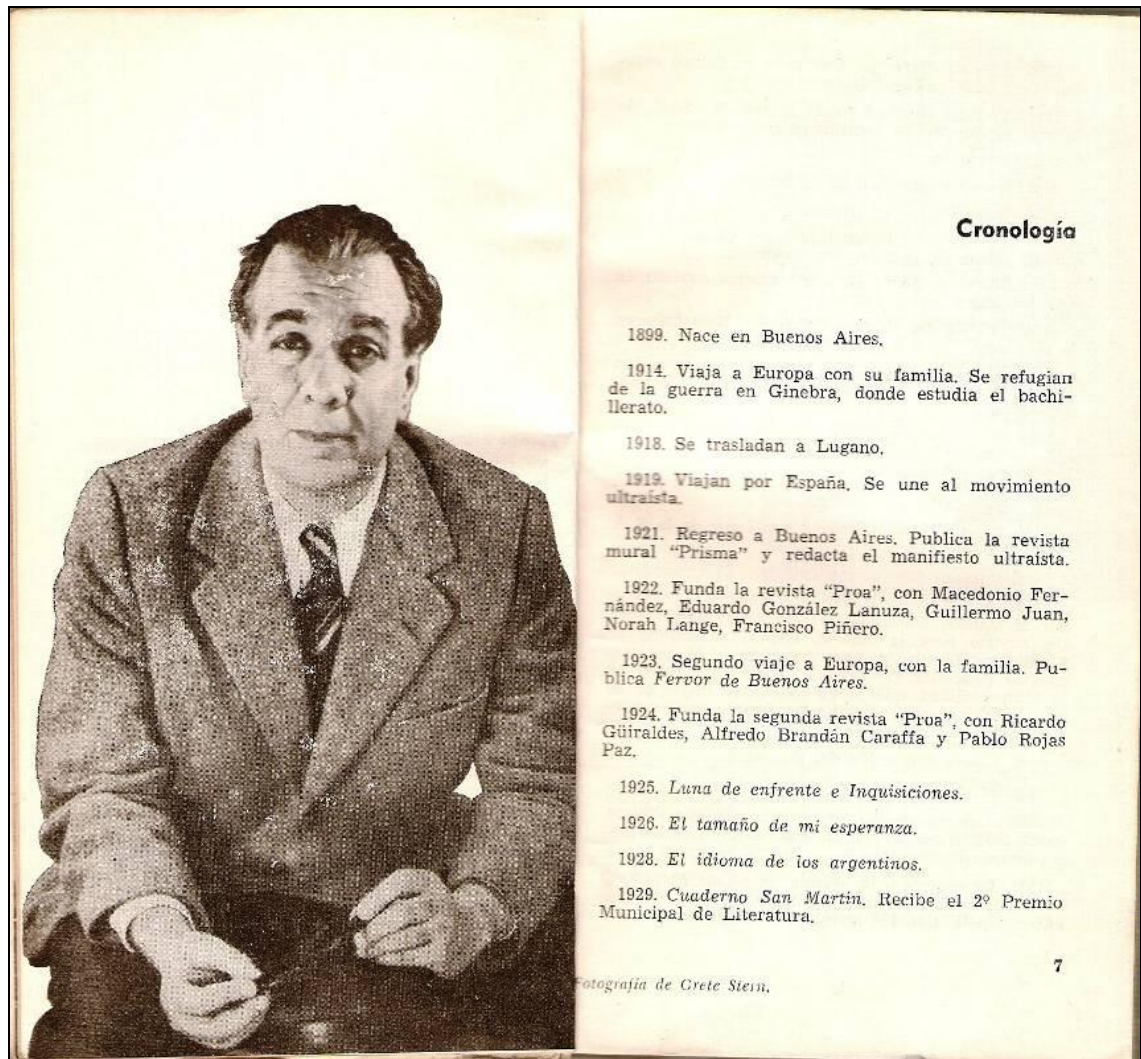 Cronología
1899. Nace en Buenos Aires.
1914. Viaja a Europa con su familia. Se refugian
de la guerra en Ginebra, donde estudia el bachi-
llerato.
1918. Se trasladan a Lugano.
1919. Viajan por España. Se une al movimiento
ultraísta.
1921. Regreso a Buenos Aires. Publica la revista
mural "Prisma" y redacta el manifiesto ultraísta.
1922. Funda la revista "Proa", con Macedonio Fer-
nández, Eduardo González Lanuza, Guillermo Juan,
Norah Lange, Francisco Piñero.
1923. Segundo viaje a Europa, con la familia. Pu-
blica Fervor de Buenos Aires.
1924. Funda la segunda revista "Proa", con Ricardo
Güiraldes, Alfredo Brandán Caraffa y Pablo Rojas
Paz.
1925. Luna de enfrente e Inquisiciones.
1926. El tamaño de mi esperanza.
1928. El idioma de los argentinos.
1929. Cuaderno San Martín. Recibe el 2º Premio
Municipal de Literatura.
7
Fotografía de Grete Stern.